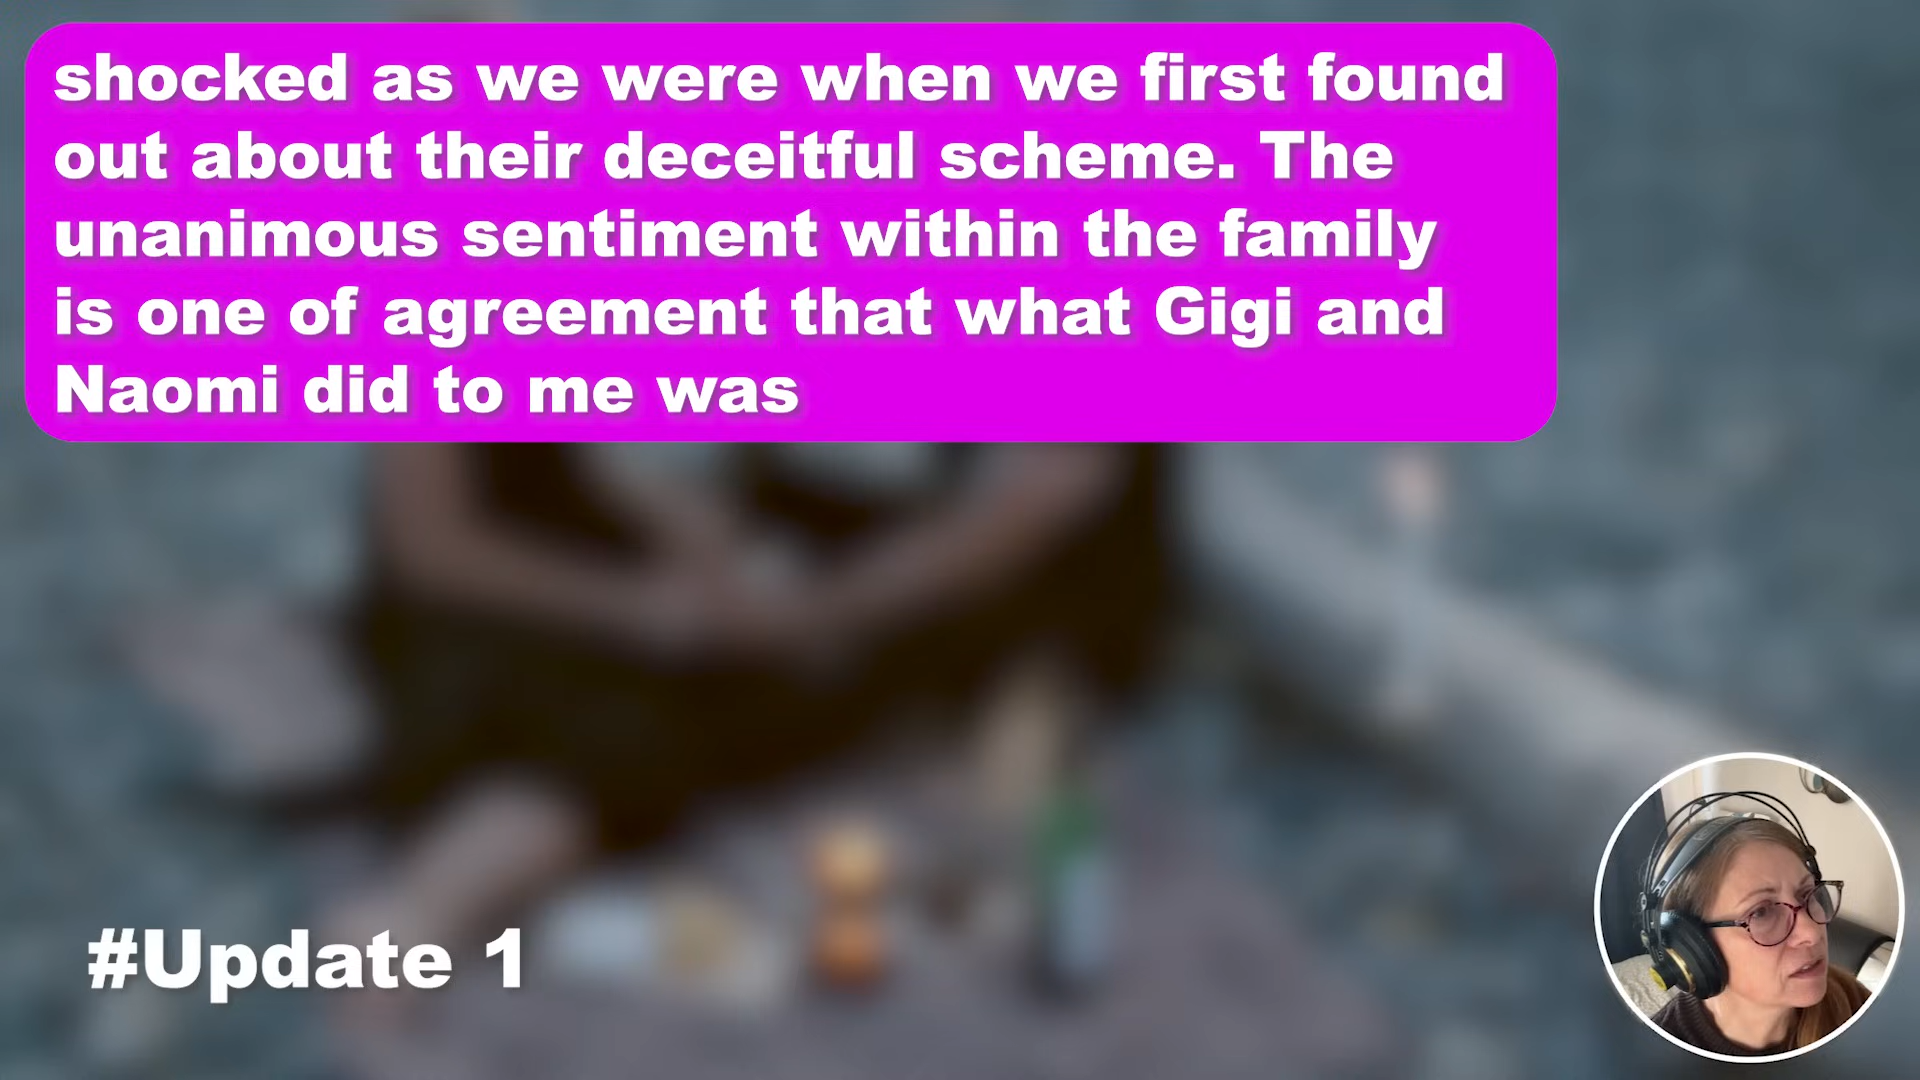 shocked as we were when we first found
out about their deceitful scheme. The
unanimous sentiment within the family
is one of agreement that what Gigi and
Naomi did to me was
#Update 1